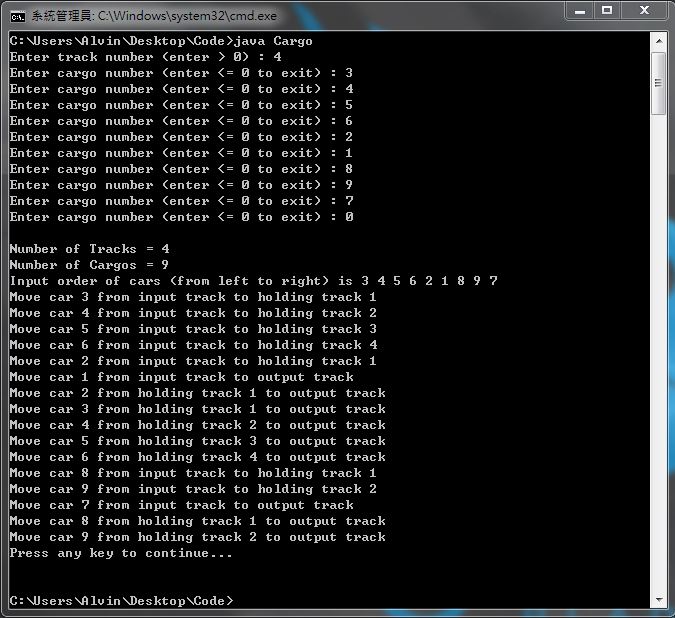 系統管理員: C:\Windows\system32\cmd.exe
C:\Users\Alvin\Desktop\Code>java Cargo
Enter track number (enter > 0) : 4
Enter cargo number (enter <= 0 to exit) : 3
Enter cargo number (enter <= 0 to exit) : 4
Enter cargo number (enter <= 0 to exit) : 5
Enter cargo number (enter <= 0 to exit) : 6
Enter cargo number (enter <= 0 to exit) : 2
Enter cargo number (enter <= 0 to exit) : 1
Enter cargo number (enter <= 0 to exit) : 8
Enter cargo number (enter <= 0 to exit) : 9
Enter cargo number (enter <= 0 to exit) : 7
Enter cargo number (enter <= 0 to exit) : 0
Number of Tracks = 4
Number of Cargos = 9
Input order of cars (from left to right) is 3 4 5 6 2 1 8 9 7
Move car 3 from input track to holding track 1
Move car 4 from input track to holding track 2
Move car 5 from input track to holding track 3
Move car 6 from input track to holding track 4
Move car 2 from input track to holding track 1
Move car 1 from input track to output track
Move car 2 from holding track 1 to output track
Move car 3 from holding track 1 to output track
Move car 4 from holding track 2 to output track
Move car 5 from holding track 3 to output track
Move car 6 from holding track 4 to output track
Move car 8 from input track to holding track 1
Move car 9 from input track to holding track 2
Move car 7 from input track to output track
Move car 8 from holding track 1 to output track
Move car 9 from holding track 2 to output track
Press any key to continue...
C:\Users\Alvin\Desktop\Code>